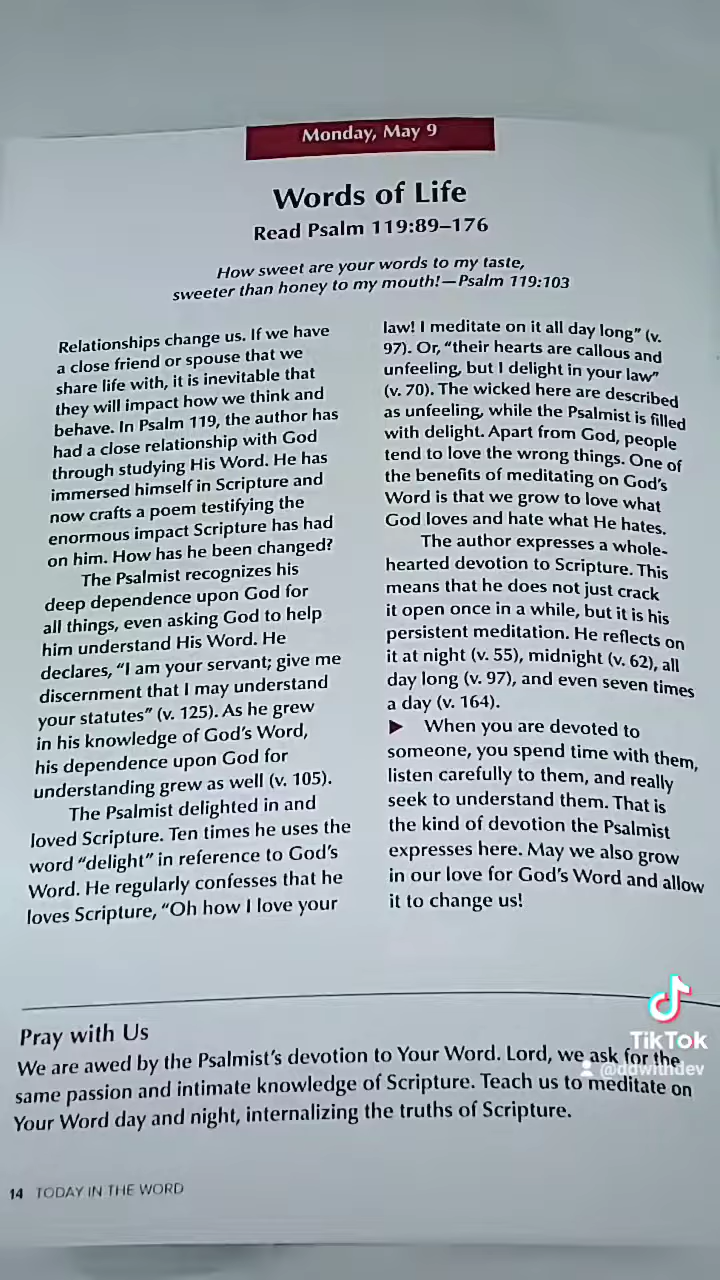 Monday, May 9
Words of Life
Read Psalm 119:89–176
How sweet are your words to my taste,
sweeter than honey to my mouth!—Psalm 119:103
Relationships change us. If we have
a close friend or spouse that we
share life with, it is inevitable that
they will impact how we think and
behave. In Psalm 119, the author has
had a close relationship with God
through studying His Word. He has
immersed himself in Scripture and
now crafts a poem testifying the
enormous impact Scripture has had
on him. How has he been changed?
The Psalmist recognizes his
deep dependence upon God for
all things, even asking God to help
him understand His Word. He
declares, “I am your servant; give me
discernment that I may understand
your statutes” (v. 125). As he grew
in his knowledge of God’s Word,
his dependence upon God for
understanding grew as well (v. 105).
The Psalmist delighted in and
loved Scripture. Ten times he uses the
word “delight” in reference to God’s
Word. He regularly confesses that he
loves Scripture, “Oh how I love your
law! I meditate on it all day long” (v.
97). Or, “their hearts are callous and
unfeeling, but I delight in your law”
(v. 70). The wicked here are described
as unfeeling, while the Psalmist is filled
with delight. Apart from God, people
tend to love the wrong things. One of
the benefits of meditating on God’s
Word is that we grow to love what
God loves and hate what He hates.
The author expresses a whole-
hearted devotion to Scripture. This
means that he does not just crack
it open once in a while, but it is his
persistent meditation. He reflects on
it at night (v. 55), midnight (v. 62), all
day long (v. 97), and even seven times
a day (v. 164).
▶ When you are devoted to
someone, you spend time with them,
listen carefully to them, and really
seek to understand them. That is
the kind of devotion the Psalmist
expresses here. May we also grow
in our love for God’s Word and allow
it to change us!
Pray with Us
We are awed by the Psalmist’s devotion to Your Word. Lord, we ask for the
same passion and intimate knowledge of Scripture. Teach us to meditate on
Your Word day and night, internalizing the truths of Scripture.
14 TODAY IN THE WORD
TikTok
@ddwithdev